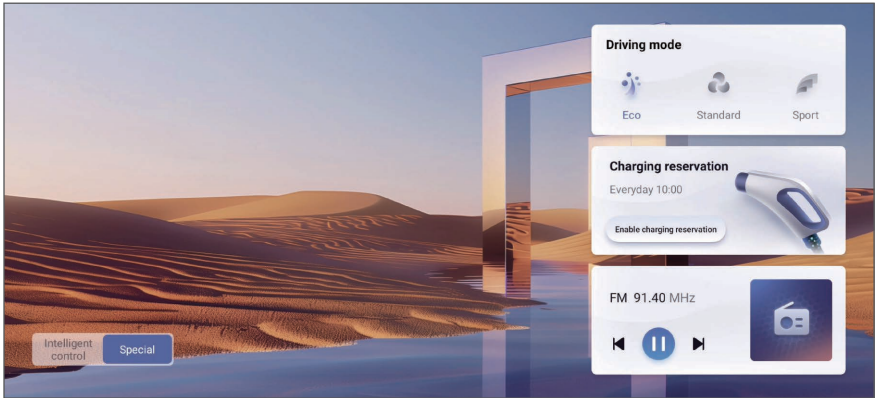 Driving mode
Eco
Standard
Sport
Charging reservation
Everyday 10:00
Enable charging reservation
FM 91.40 MHz
Intelligent
control
Special